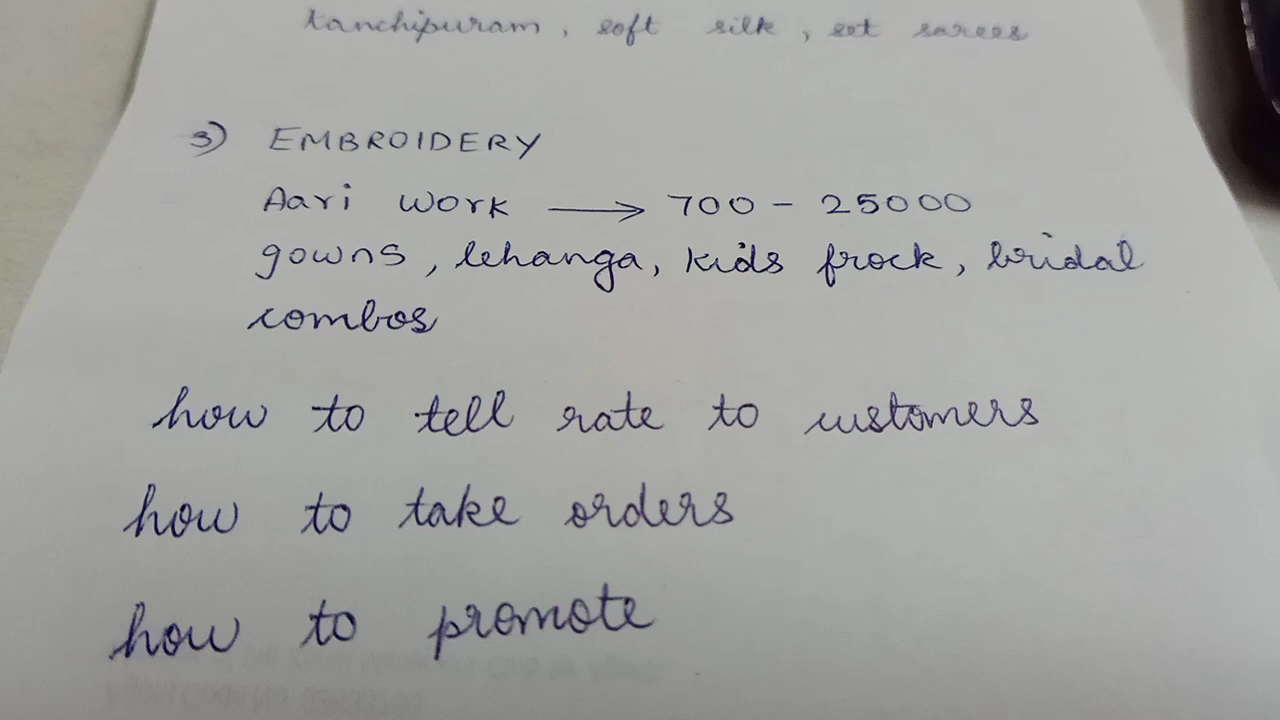 Kanchipuram, soft silk, set sarees
3) EMBROIDERY
Aari work → 700 - 25000
gowns, lehanga, kids frock, bridal
combos
how to tell rate to customers
how to take orders
how to promote